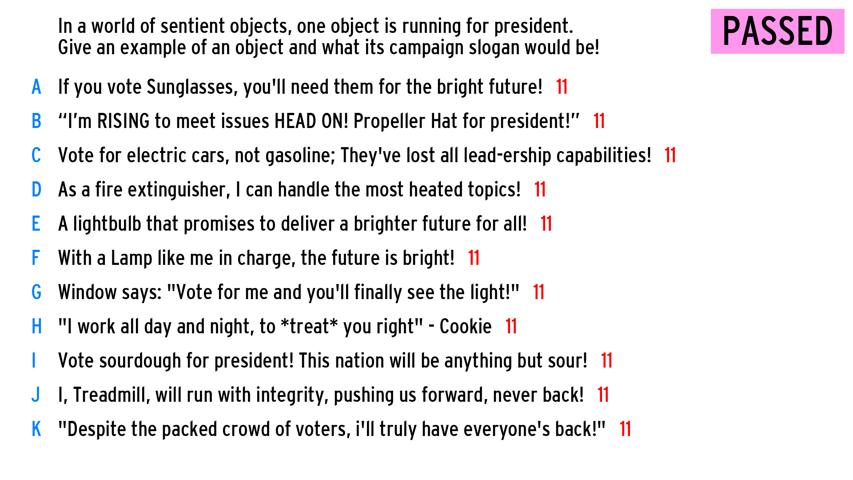 In a world of sentient objects, one object is running for president.
Give an example of an object and what its campaign slogan would be!
PASSED
A If you vote Sunglasses, you'll need them for the bright future! 11
B “I’m RISING to meet issues HEAD ON! Propeller Hat for president!” 11
C Vote for electric cars, not gasoline; They've lost all lead-ership capabilities! 11
D As a fire extinguisher, I can handle the most heated topics! 11
E A lightbulb that promises to deliver a brighter future for all! 11
F With a Lamp like me in charge, the future is bright! 11
G Window says: "Vote for me and you'll finally see the light!" 11
H "I work all day and night, to *treat* you right" - Cookie 11
I Vote sourdough for president! This nation will be anything but sour! 11
J I, Treadmill, will run with integrity, pushing us forward, never back! 11
K "Despite the packed crowd of voters, i'll truly have everyone's back!" 11